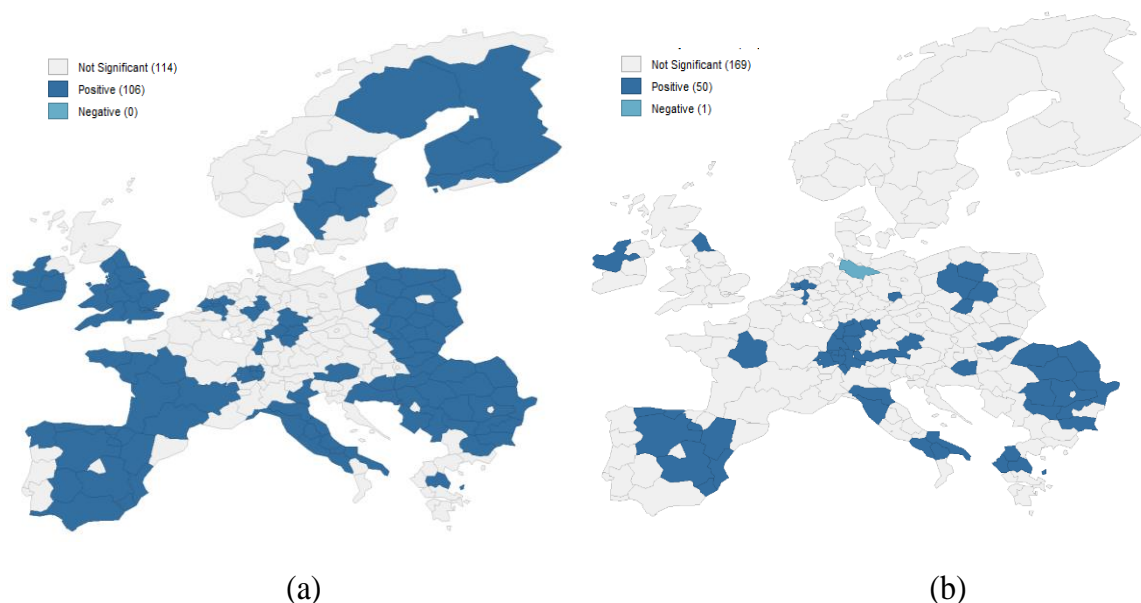 Not Significant (114)
Positive (106)
Negative (0)
Not Significant (169)
Positive (50)
Negative (1)
(a)
(b)